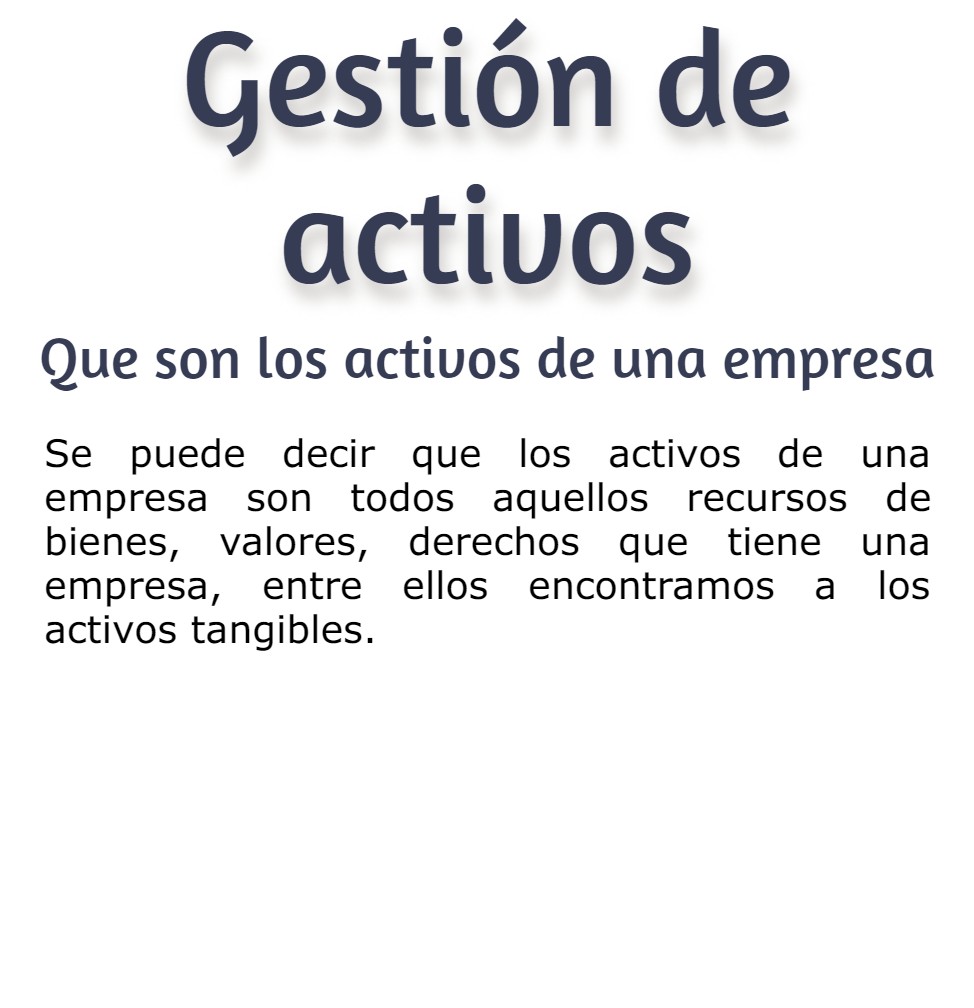 Gestión de
activos
Que son los activos de una empresa
Se puede decir que los activos de una
empresa son todos aquellos recursos de
bienes, valores, derechos que tiene una
empresa, entre ellos encontramos a los
activos tangibles.